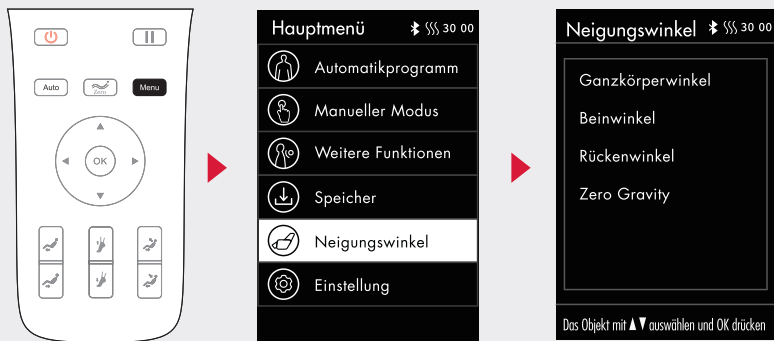 Auto
Zero
Menu
OK
Hauptmenü 30 00
Automatikprogramm
Manueller Modus
Weitere Funktionen
Speicher
Neigungswinkel
Einstellung
Neigungswinkel 30 00
Ganzkörperwinkel
Beinwinkel
Rückenwinkel
Zero Gravity
Das Objekt mit ▲▼ auswählen und OK drücken